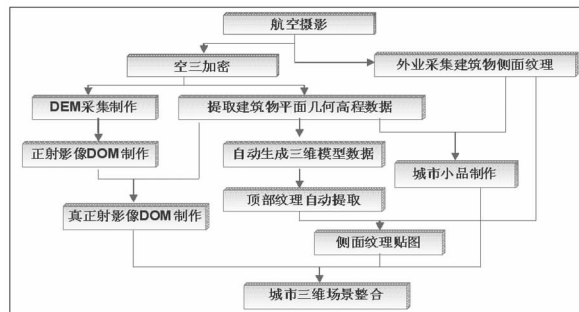 航空摄影
空三加密
外业采集建筑物侧面纹理
DEM采集制作
提取建筑物平面几何高程数据
正射影像DOM制作
自动生成三维模型数据
城市小品制作
顶部纹理自动提取
真正射影像DOM制作
侧面纹理贴图
城市三维场景整合